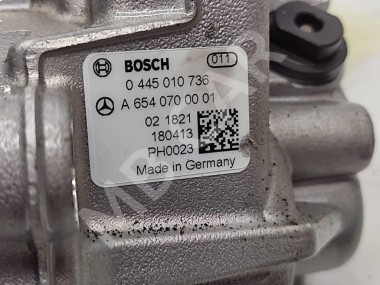 BOSCH 011
0 445 010 736
A 654 070 00 01
02 1821
180413
PH0023
Made in Germany